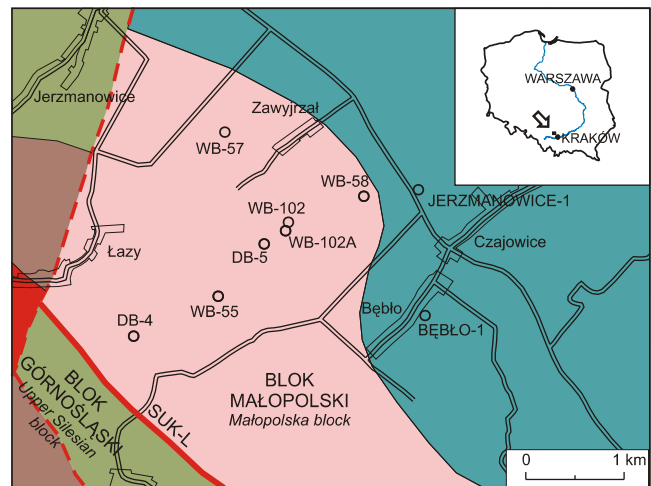 Jerzmanowice
Zawyjrzał
WARSZAWA
KRAKÓW
WB-57
WB-58
JERZMANOWICE-1
WB-102
WB-102A
DB-5
Czajowice
Łazy
WB-55
Bębło
BĘBŁO-1
DB-4
BLOK
GÓRNOŚLĄSKI
Upper Silesian
block
SUK-L
BLOK
MAŁOPOLSKI
Małopolska block
0 1 km